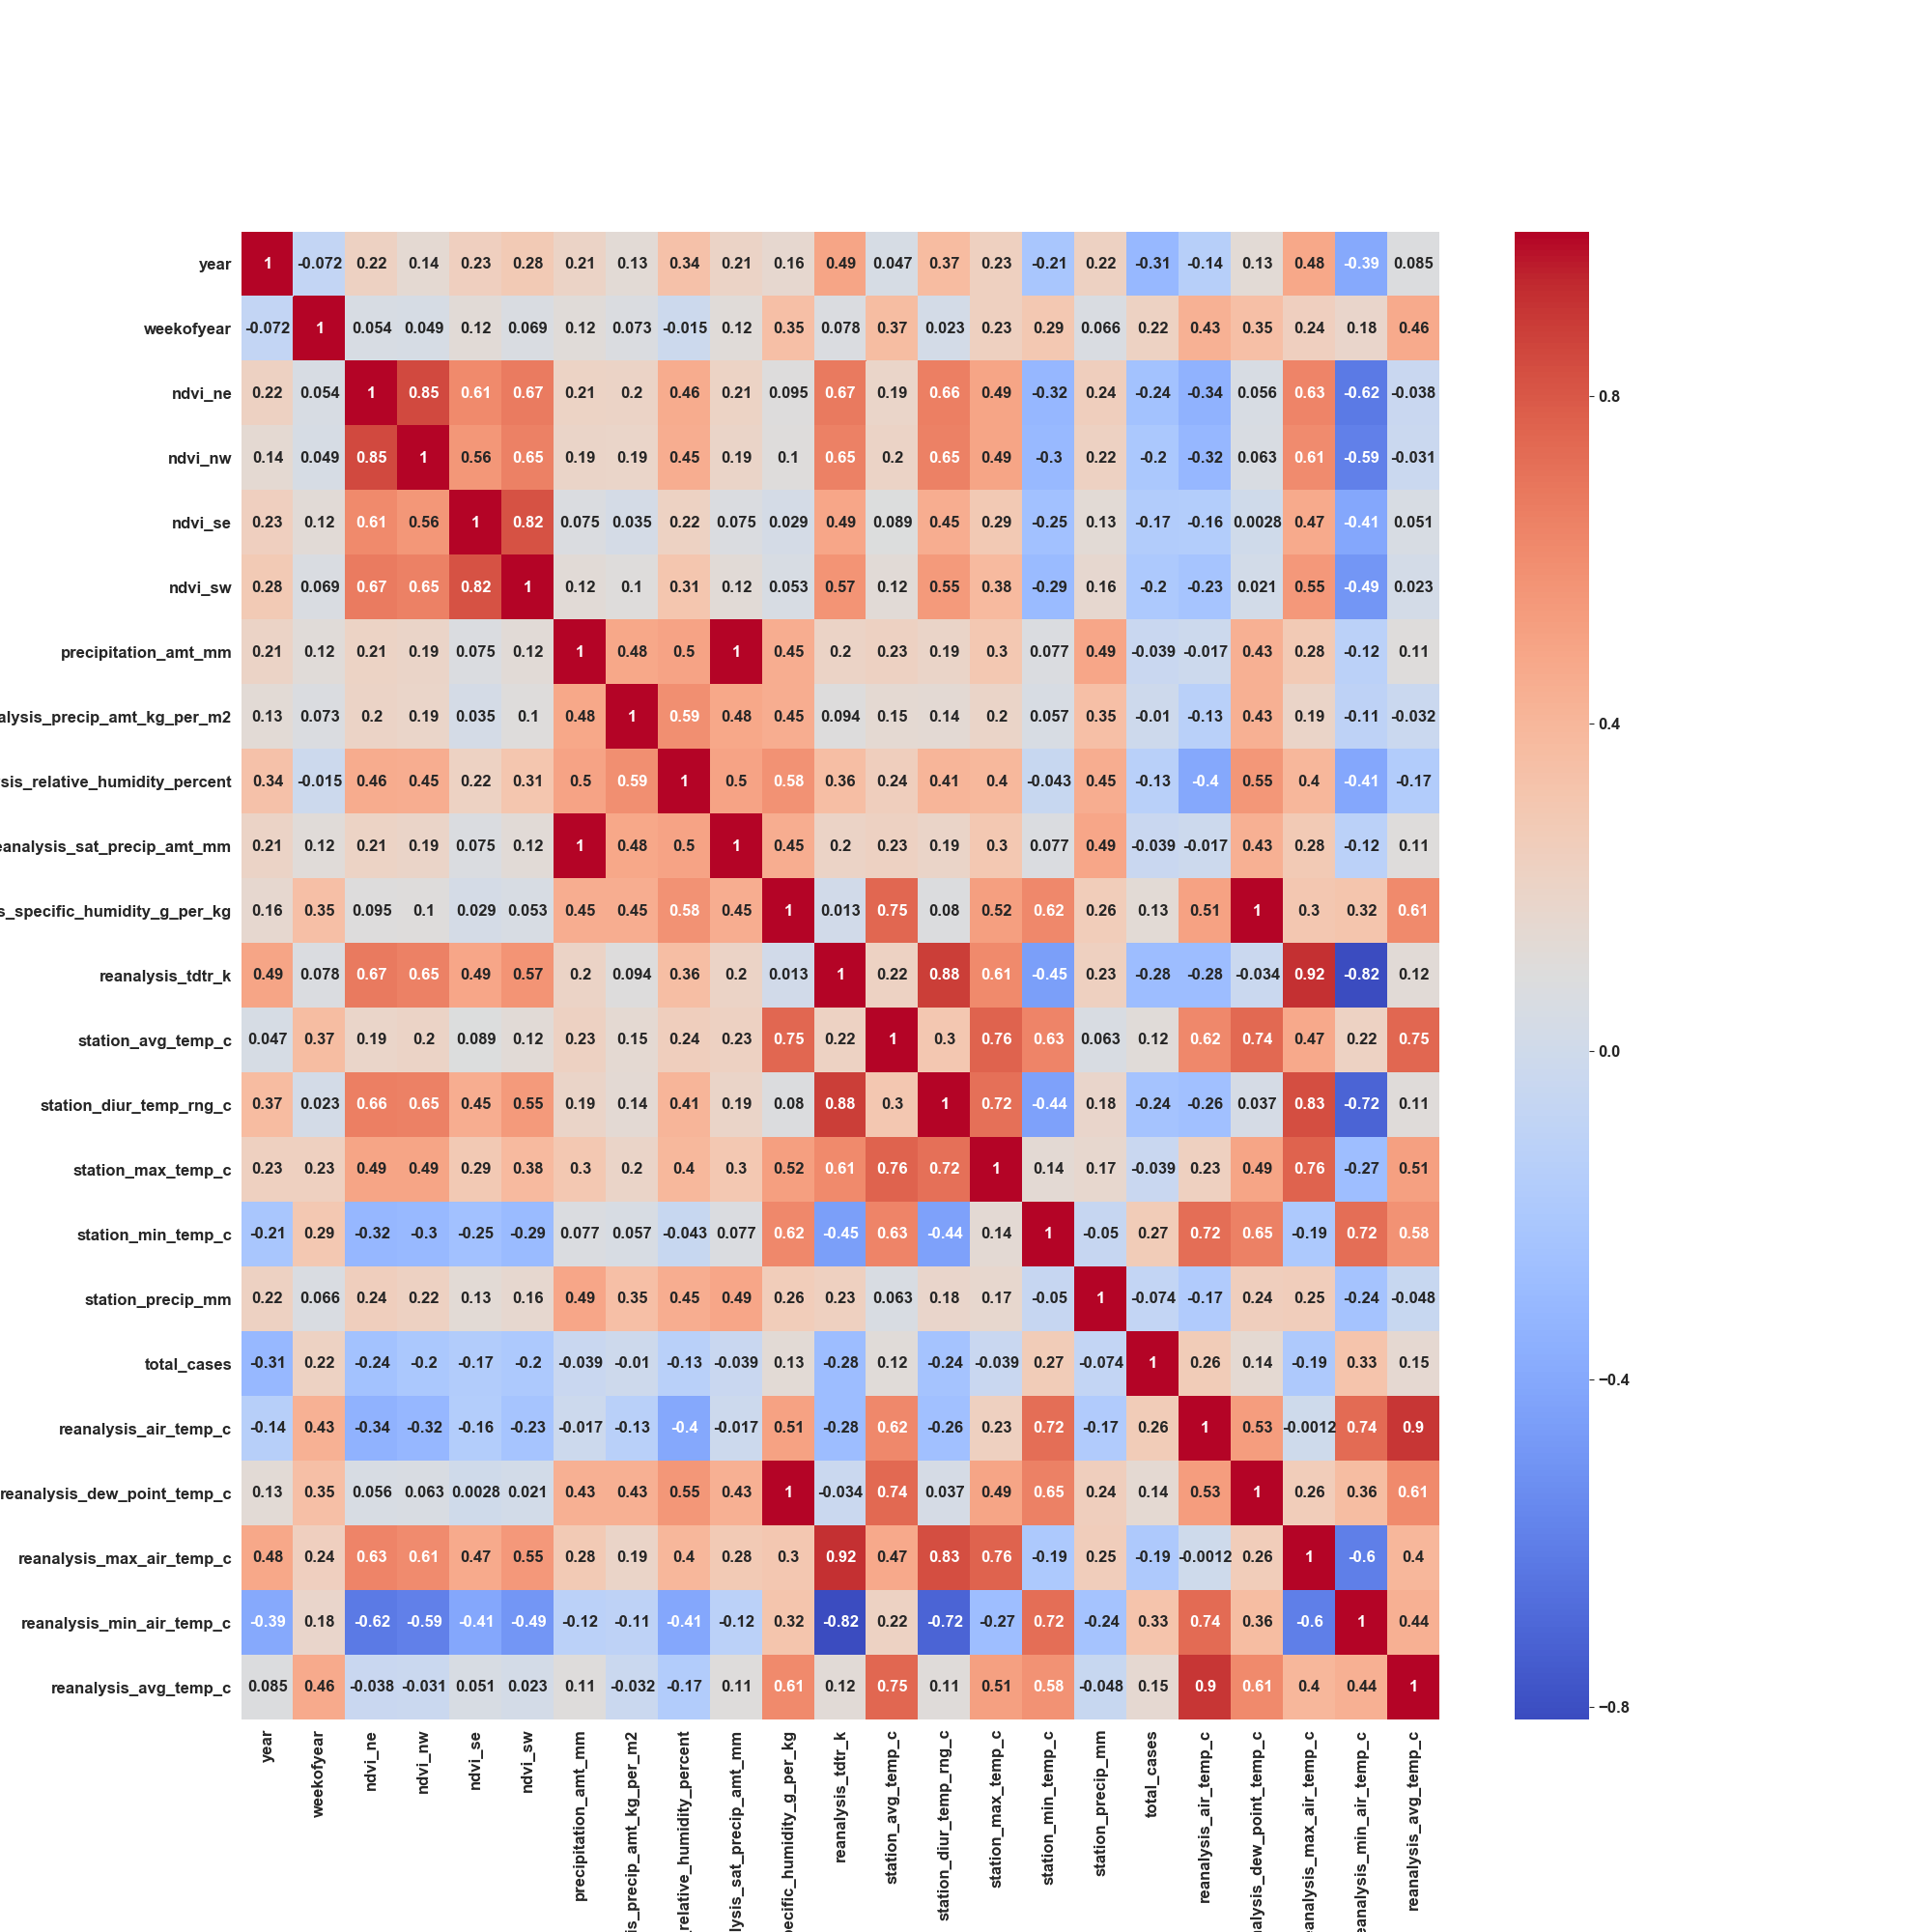 year 1 -0.072 0.22 0.14 0.23 0.28 0.21 0.13 0.34 0.21 0.16 0.49 0.047 0.37 0.23 -0.21 0.22 -0.31 -0.14 0.13 0.48 -0.39 0.085
weekofyear -0.072 1 0.054 0.049 0.12 0.069 0.12 0.073 -0.015 0.12 0.35 0.078 0.37 0.023 0.23 0.29 0.066 0.22 0.43 0.35 0.24 0.18 0.46
ndvi_ne 0.22 0.054 1 0.85 0.61 0.67 0.21 0.2 0.46 0.21 0.095 0.67 0.19 0.66 0.49 -0.32 0.24 -0.24 -0.34 0.056 0.63 -0.62 -0.038
0.8
ndvi_nw 0.14 0.049 0.85 1 0.56 0.65 0.19 0.19 0.45 0.19 0.1 0.65 0.2 0.65 0.49 -0.3 0.22 -0.2 -0.32 0.063 0.61 -0.59 -0.031
ndvi_se 0.23 0.12 0.61 0.56 1 0.82 0.075 0.035 0.22 0.075 0.029 0.49 0.089 0.45 0.29 -0.25 0.13 -0.17 -0.16 0.0028 0.47 -0.41 0.051
ndvi_sw 0.28 0.069 0.67 0.65 0.82 1 0.12 0.1 0.31 0.12 0.053 0.57 0.12 0.55 0.38 -0.29 0.16 -0.2 -0.23 0.021 0.55 -0.49 0.023
precipitation_amt_mm 0.21 0.12 0.21 0.19 0.075 0.12 1 0.48 0.5 1 0.45 0.2 0.23 0.19 0.3 0.077 0.49 -0.039 -0.017 0.43 0.28 -0.12 0.11
alysis_precip_amt_kg_per_m2 0.13 0.073 0.2 0.19 0.035 0.1 0.48 1 0.59 0.48 0.45 0.094 0.15 0.14 0.2 0.057 0.35 -0.01 -0.13 0.43 0.19 -0.11 -0.032
0.4
sis_relative_humidity_percent 0.34 -0.015 0.46 0.45 0.22 0.31 0.5 0.59 1 0.5 0.58 0.36 0.24 0.41 0.4 -0.043 0.45 -0.13 -0.4 0.55 0.4 -0.41 -0.17
eanalysis_sat_precip_amt_mm 0.21 0.12 0.21 0.19 0.075 0.12 1 0.48 0.5 1 0.45 0.2 0.23 0.19 0.3 0.077 0.49 -0.039 -0.017 0.43 0.28 -0.12 0.11
s_specific_humidity_g_per_kg 0.16 0.35 0.095 0.1 0.029 0.053 0.45 0.45 0.58 0.45 1 0.013 0.75 0.08 0.52 0.62 0.26 0.13 0.51 1 0.3 0.32 0.61
reanalysis_tdtr_k 0.49 0.078 0.67 0.65 0.49 0.57 0.2 0.094 0.36 0.2 0.013 1 0.22 0.88 0.61 -0.45 0.23 -0.28 -0.28 -0.034 0.92 -0.82 0.12
station_avg_temp_c 0.047 0.37 0.19 0.2 0.089 0.12 0.23 0.15 0.24 0.23 0.75 0.22 1 0.3 0.76 0.63 0.063 0.12 0.62 0.74 0.47 0.22 0.75
0.0
station_diur_temp_rng_c 0.37 0.023 0.66 0.65 0.45 0.55 0.19 0.14 0.41 0.19 0.08 0.88 0.3 1 0.72 -0.44 0.18 -0.24 -0.26 0.037 0.83 -0.72 0.11
station_max_temp_c 0.23 0.23 0.49 0.49 0.29 0.38 0.3 0.2 0.4 0.3 0.52 0.61 0.76 0.72 1 0.14 0.17 -0.039 0.23 0.49 0.76 -0.27 0.51
station_min_temp_c -0.21 0.29 -0.32 -0.3 -0.25 -0.29 0.077 0.057 -0.043 0.077 0.62 -0.45 0.63 -0.44 0.14 1 -0.05 0.27 0.72 0.65 -0.19 0.72 0.58
station_precip_mm 0.22 0.066 0.24 0.22 0.13 0.16 0.49 0.35 0.45 0.49 0.26 0.23 0.063 0.18 0.17 -0.05 1 -0.074 -0.17 0.24 0.25 -0.24 -0.048
total_cases -0.31 0.22 -0.24 -0.2 -0.17 -0.2 -0.039 -0.01 -0.13 -0.039 0.13 -0.28 0.12 -0.24 -0.039 0.27 -0.074 1 0.26 0.14 -0.19 0.33 0.15
−0.4
reanalysis_air_temp_c -0.14 0.43 -0.34 -0.32 -0.16 -0.23 -0.017 -0.13 -0.4 -0.017 0.51 -0.28 0.62 -0.26 0.23 0.72 -0.17 0.26 1 0.53 -0.0012 0.74 0.9
reanalysis_dew_point_temp_c 0.13 0.35 0.056 0.063 0.0028 0.021 0.43 0.43 0.55 0.43 1 -0.034 0.74 0.037 0.49 0.65 0.24 0.14 0.53 1 0.26 0.36 0.61
reanalysis_max_air_temp_c 0.48 0.24 0.63 0.61 0.47 0.55 0.28 0.19 0.4 0.28 0.3 0.92 0.47 0.83 0.76 -0.19 0.25 -0.19 -0.0012 0.26 1 -0.6 0.4
reanalysis_min_air_temp_c -0.39 0.18 -0.62 -0.59 -0.41 -0.49 -0.12 -0.11 -0.41 -0.12 0.32 -0.82 0.22 -0.72 -0.27 0.72 -0.24 0.33 0.74 0.36 -0.6 1 0.44
reanalysis_avg_temp_c 0.085 0.46 -0.038 -0.031 0.051 0.023 0.11 -0.032 -0.17 0.11 0.61 0.12 0.75 0.11 0.51 0.58 -0.048 0.15 0.9 0.61 0.4 0.44 1
−0.8
year
weekofyear
ndvi_ne
ndvi_nw
ndvi_se
ndvi_sw
precipitation_amt_mm
is_precip_amt_kg_per_m2
_relative_humidity_percent
lysis_sat_precip_amt_mm
pecific_humidity_g_per_kg
reanalysis_tdtr_k
station_avg_temp_c
station_diur_temp_rng_c
station_max_temp_c
station_min_temp_c
station_precip_mm
total_cases
reanalysis_air_temp_c
nalysis_dew_point_temp_c
eanalysis_max_air_temp_c
eanalysis_min_air_temp_c
reanalysis_avg_temp_c